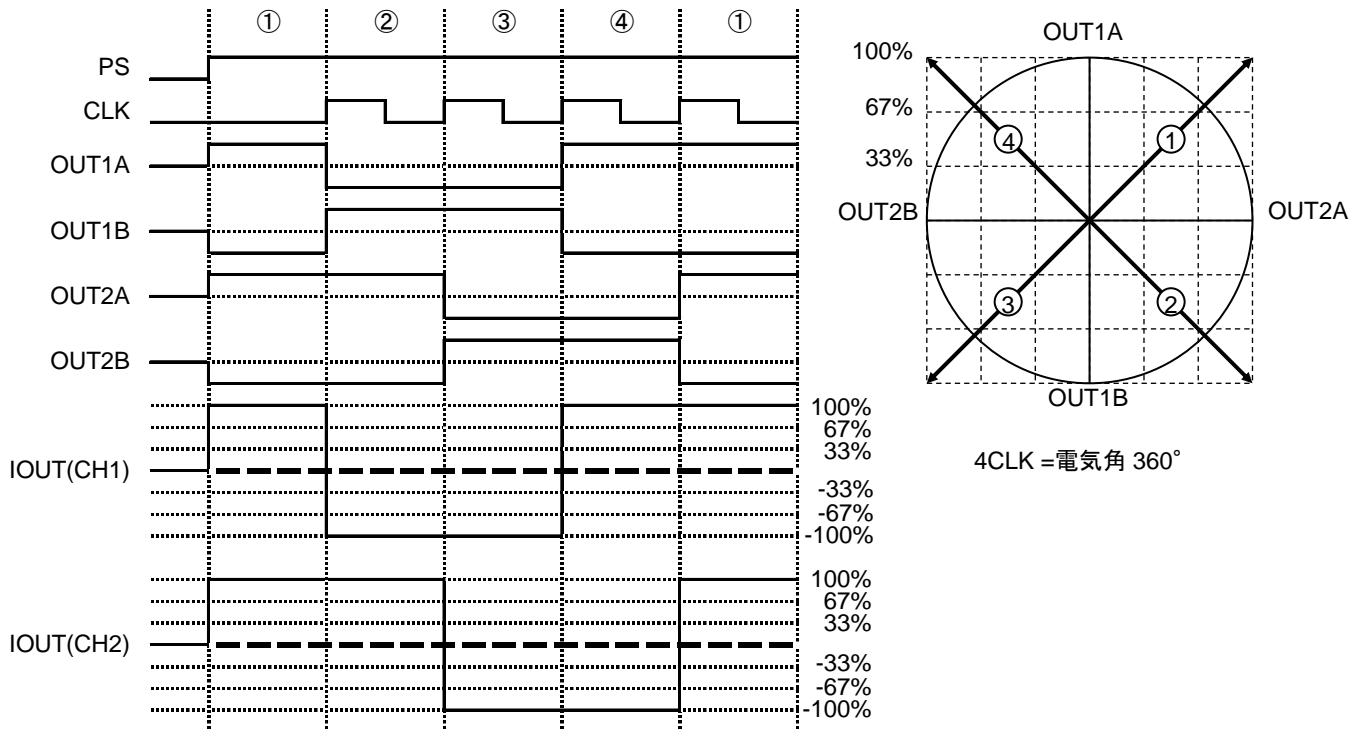 ① ② ③ ④ ①
PS
CLK
OUT1A
OUT1B
OUT2A
OUT2B
IOUT(CH1)
100%
67%
33%
-33%
-67%
-100%
IOUT(CH2)
100%
67%
33%
-33%
-67%
-100%
OUT1A
100%
67%
33%
④ ①
OUT2B OUT2A
③ ②
OUT1B
4CLK =電気角 360°